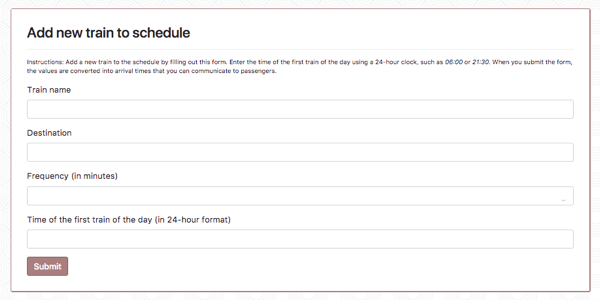 Add new train to schedule
Instructions: Add a new train to the schedule by filling out this form. Enter the time of the first train of the day using a 24-hour clock, such as 06:00 or 21:30. When you submit the form,
the values are converted into arrival times that you can communicate to passengers.
Train name
Destination
Frequency (in minutes)
Time of the first train of the day (in 24-hour format)
Submit